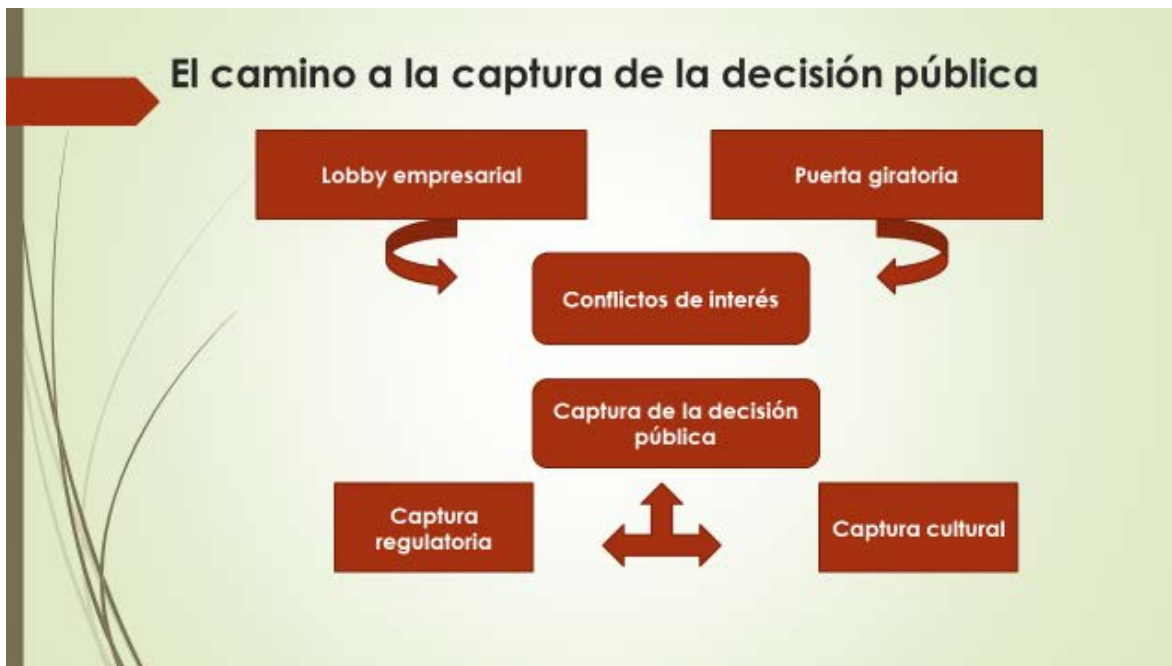 El camino a la captura de la decisión pública
Lobby empresarial
Puerta giratoria
Conflictos de interés
Captura de la decisión
pública
Captura
regulatoria
Captura cultural